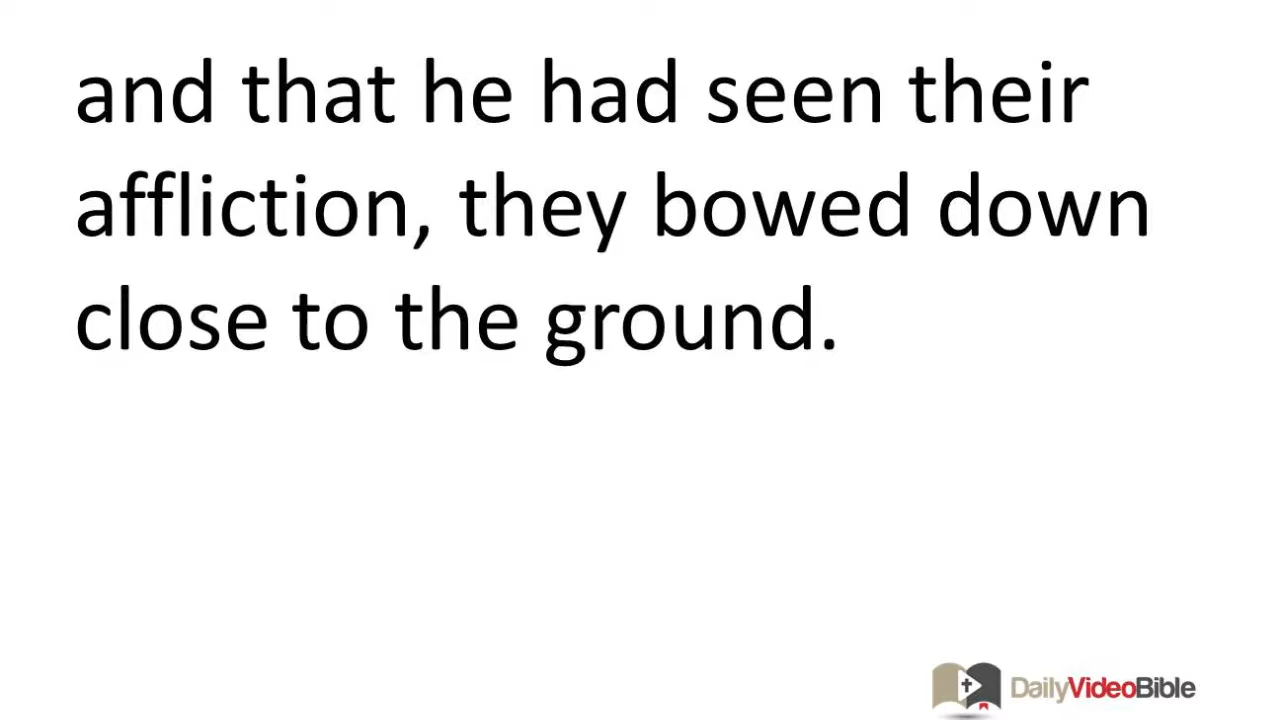 and that he had seen their
affliction, they bowed down
close to the ground.
DailyVideoBible